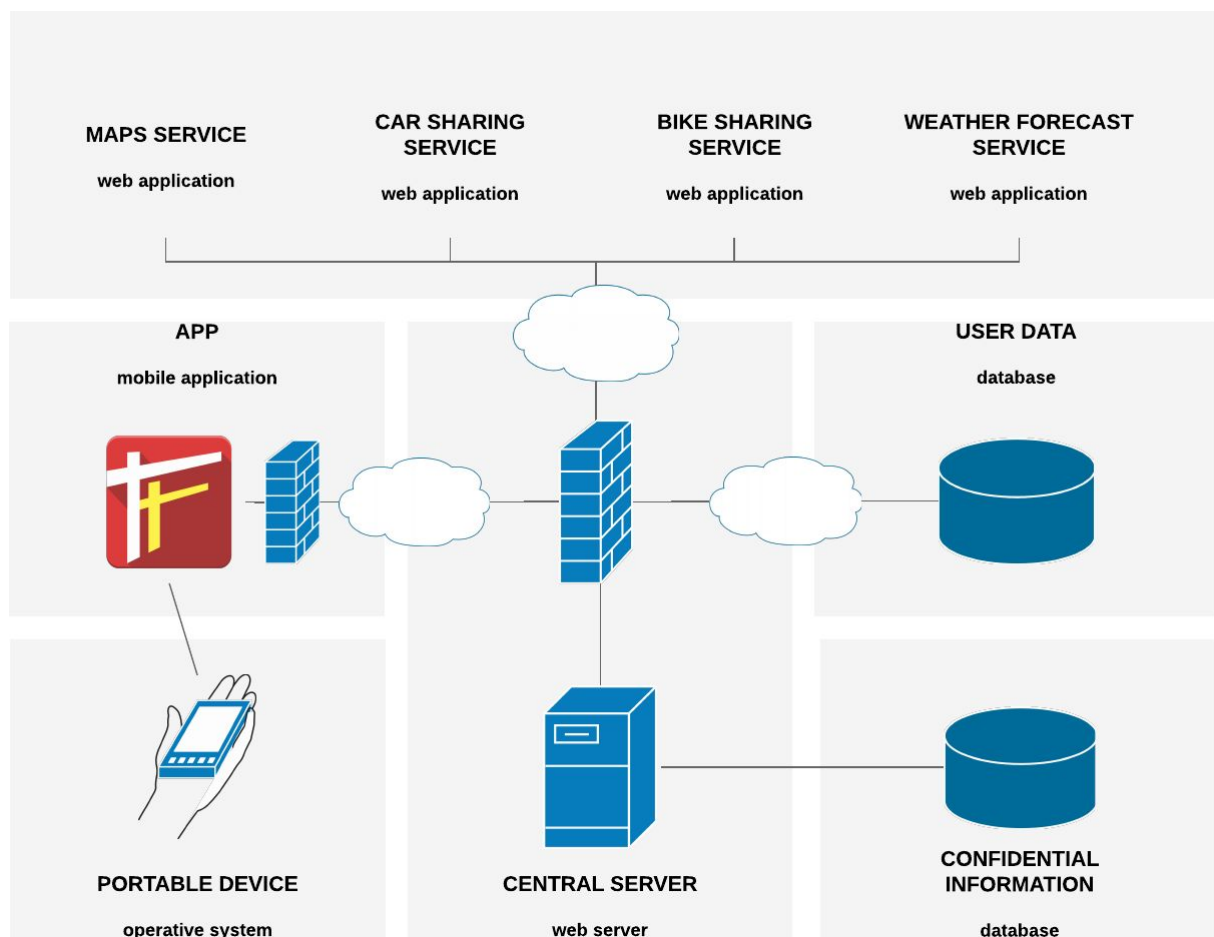 MAPS SERVICE
web application
CAR SHARING
SERVICE
web application
BIKE SHARING
SERVICE
web application
WEATHER FORECAST
SERVICE
web application
APP
mobile application
USER DATA
database
PORTABLE DEVICE
operative system
CENTRAL SERVER
web server
CONFIDENTIAL
INFORMATION
database